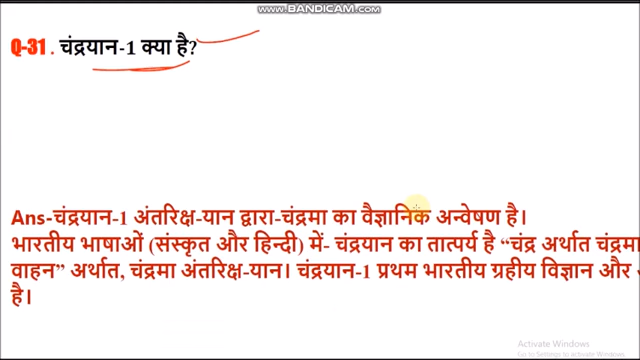 WWW.BANDICAM.COM
Q-31 . चंद्रयान-1 क्या है?
Ans-चंद्रयान-1 अंतरिक्ष-यान द्वारा-चंद्रमा का वैज्ञानिक अन्वेषण है।
भारतीय भाषाओं (संस्कृत और हिन्दी) में- चंद्रयान का तात्पर्य है “चंद्र अर्थात चंद्रमा
वाहन” अर्थात, चंद्रमा अंतरिक्ष-यान। चंद्रयान-1 प्रथम भारतीय ग्रहीय विज्ञान और
है।
Activate Windows
Go to Settings to activate Windows.